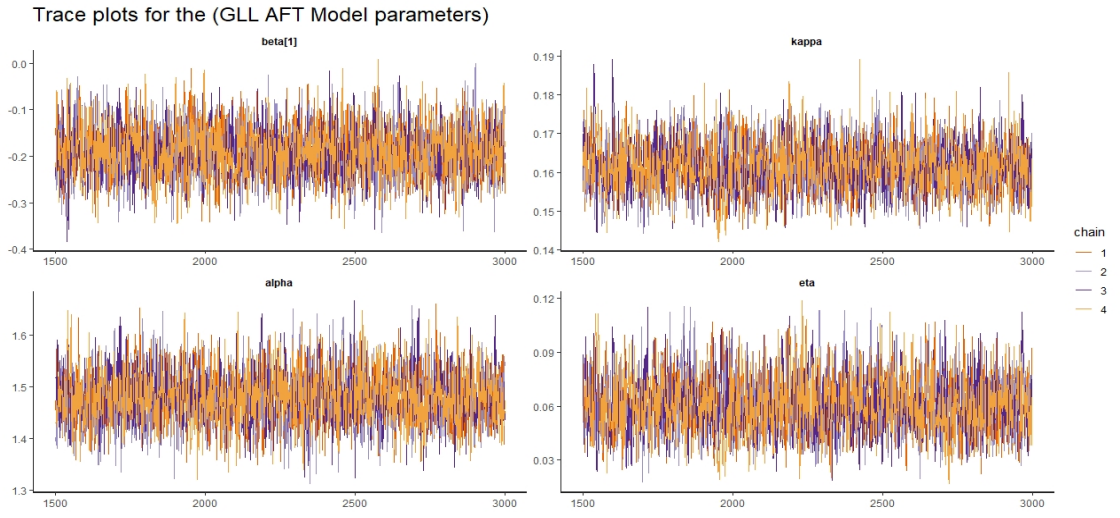 Trace plots for the (GLL AFT Model parameters)
beta[1]
0.0
-0.1
-0.2
-0.3
-0.4
1500 2000 2500 3000
kappa
0.19
0.18
0.17
0.16
0.15
0.14
1500 2000 2500 3000
alpha
1.6
1.5
1.4
1.3
1500 2000 2500 3000
eta
0.12
0.09
0.06
0.03
1500 2000 2500 3000
chain
1
2
3
4